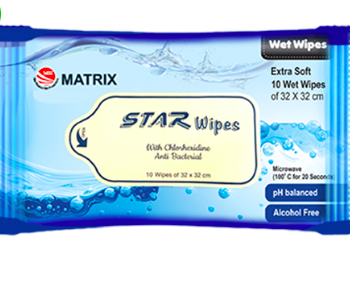 Wet Wipes
MATRIX
Extra Soft
10 Wet Wipes
of 32 X 32 cm
STAR Wipes
With Chlorhexidine
Anti Bacterial
10 Wipes of 32 x 32 cm
Microwave
(100°C for 20 Seconds)
pH balanced
Alcohol Free